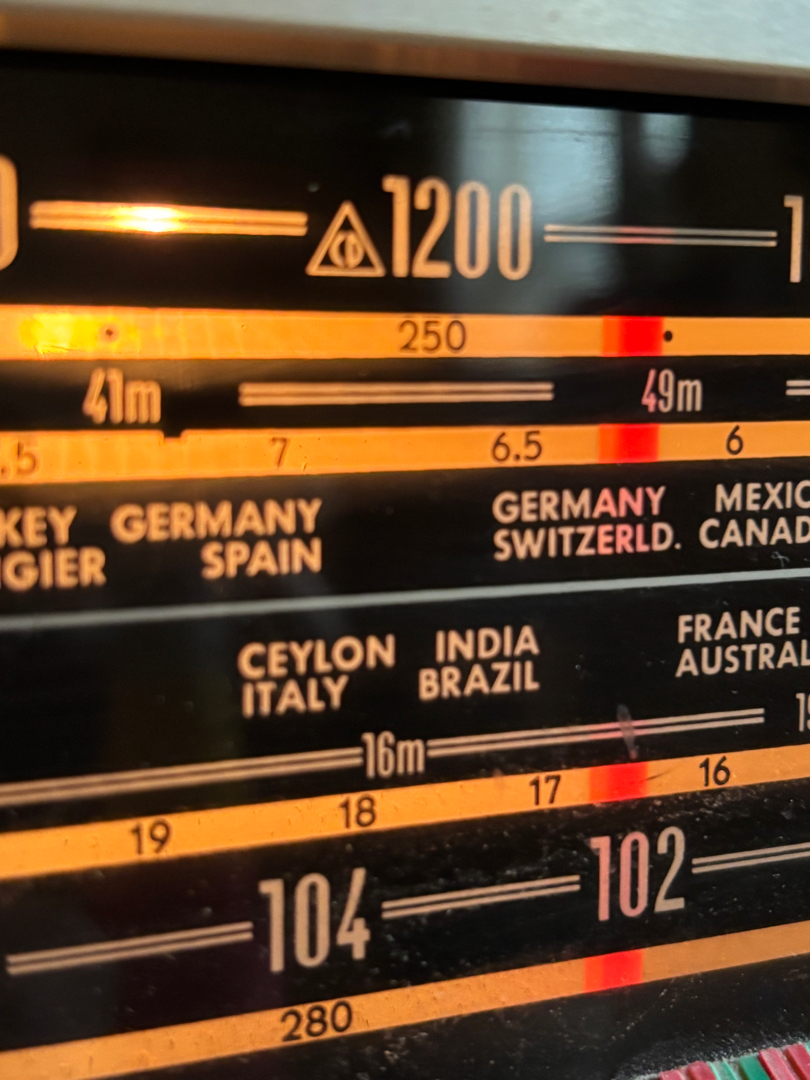 CD 1200
250
41m 49m
7 6.5 6
GERMANY GERMANY
SPAIN SWITZERLD.
CEYLON INDIA FRANCE
ITALY BRAZIL
16m
19 18 17 16
104 102
280